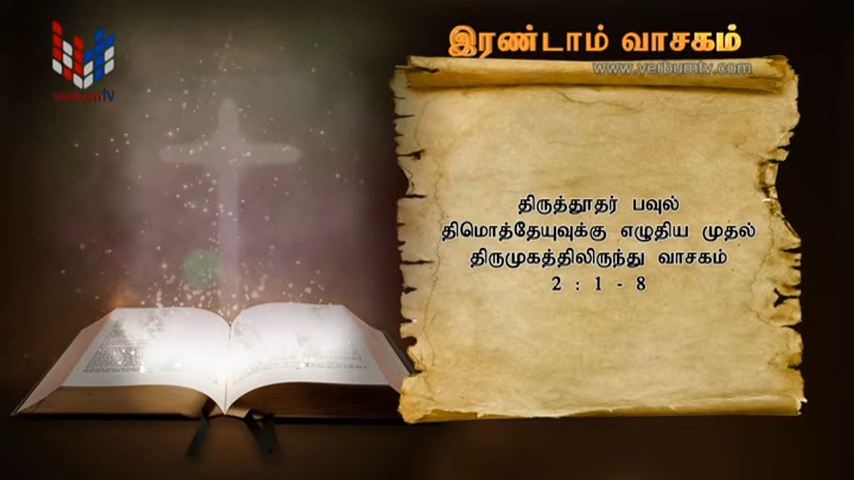 இரண்டாம் வாசகம்
www.verbumtv.com
VerbumTV
திருத்தூதர் பவுல்
திமொத்தேயுவுக்கு எழுதிய முதல்
திருமுகத்திலிருந்து வாசகம்
2 : 1 - 8